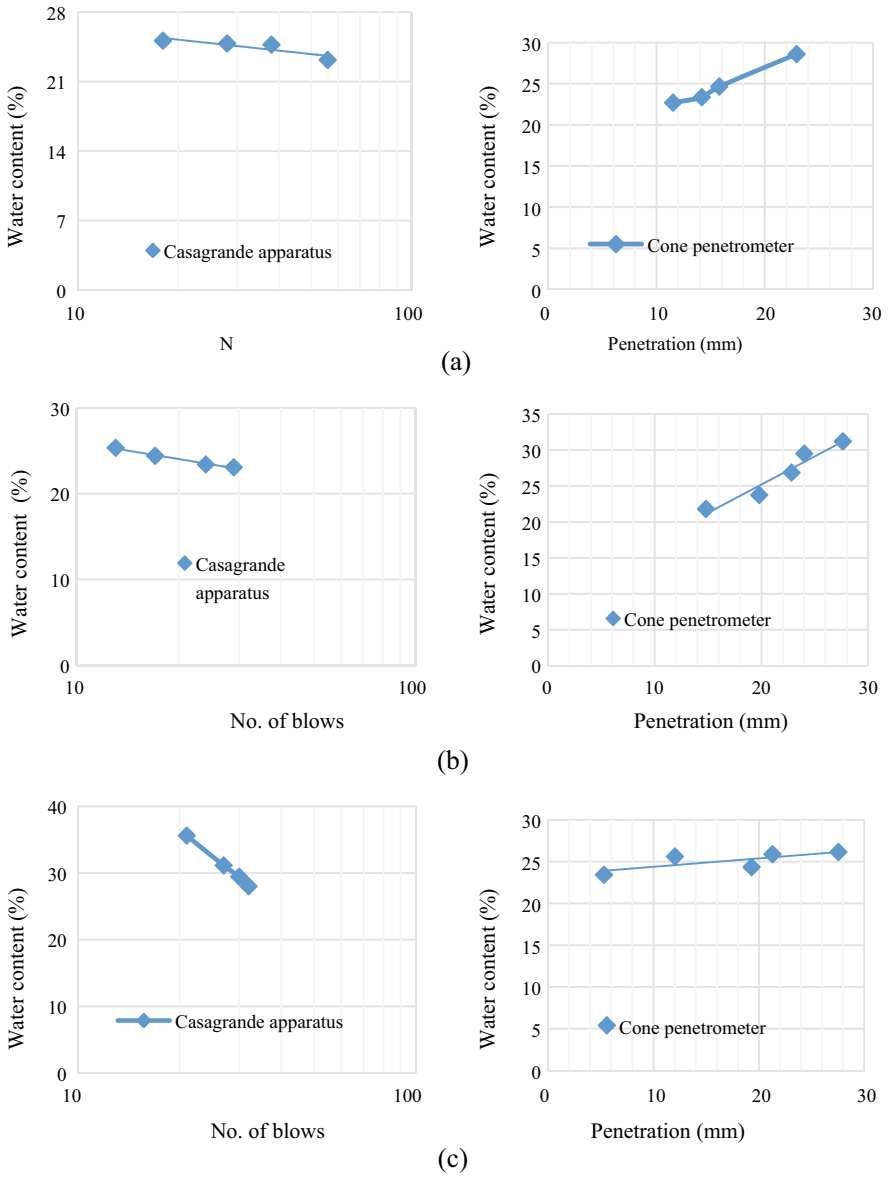 28
21
14
7
0
10
100
Water content (%)
N
Casagrande apparatus
30
25
20
15
10
5
0
0
10
20
30
Water content (%)
Penetration (mm)
Cone penetrometer
(a)
30
20
10
0
10
100
Water content (%)
No. of blows
Casagrande
apparatus
35
30
25
20
15
10
5
0
0
10
20
30
Water content (%)
Penetration (mm)
Cone penetrometer
(b)
40
30
20
10
0
10
100
Water content (%)
No. of blows
Casagrande apparatus
30
25
20
15
10
5
0
0
10
20
30
Water content (%)
Penetration (mm)
Cone penetrometer
(c)